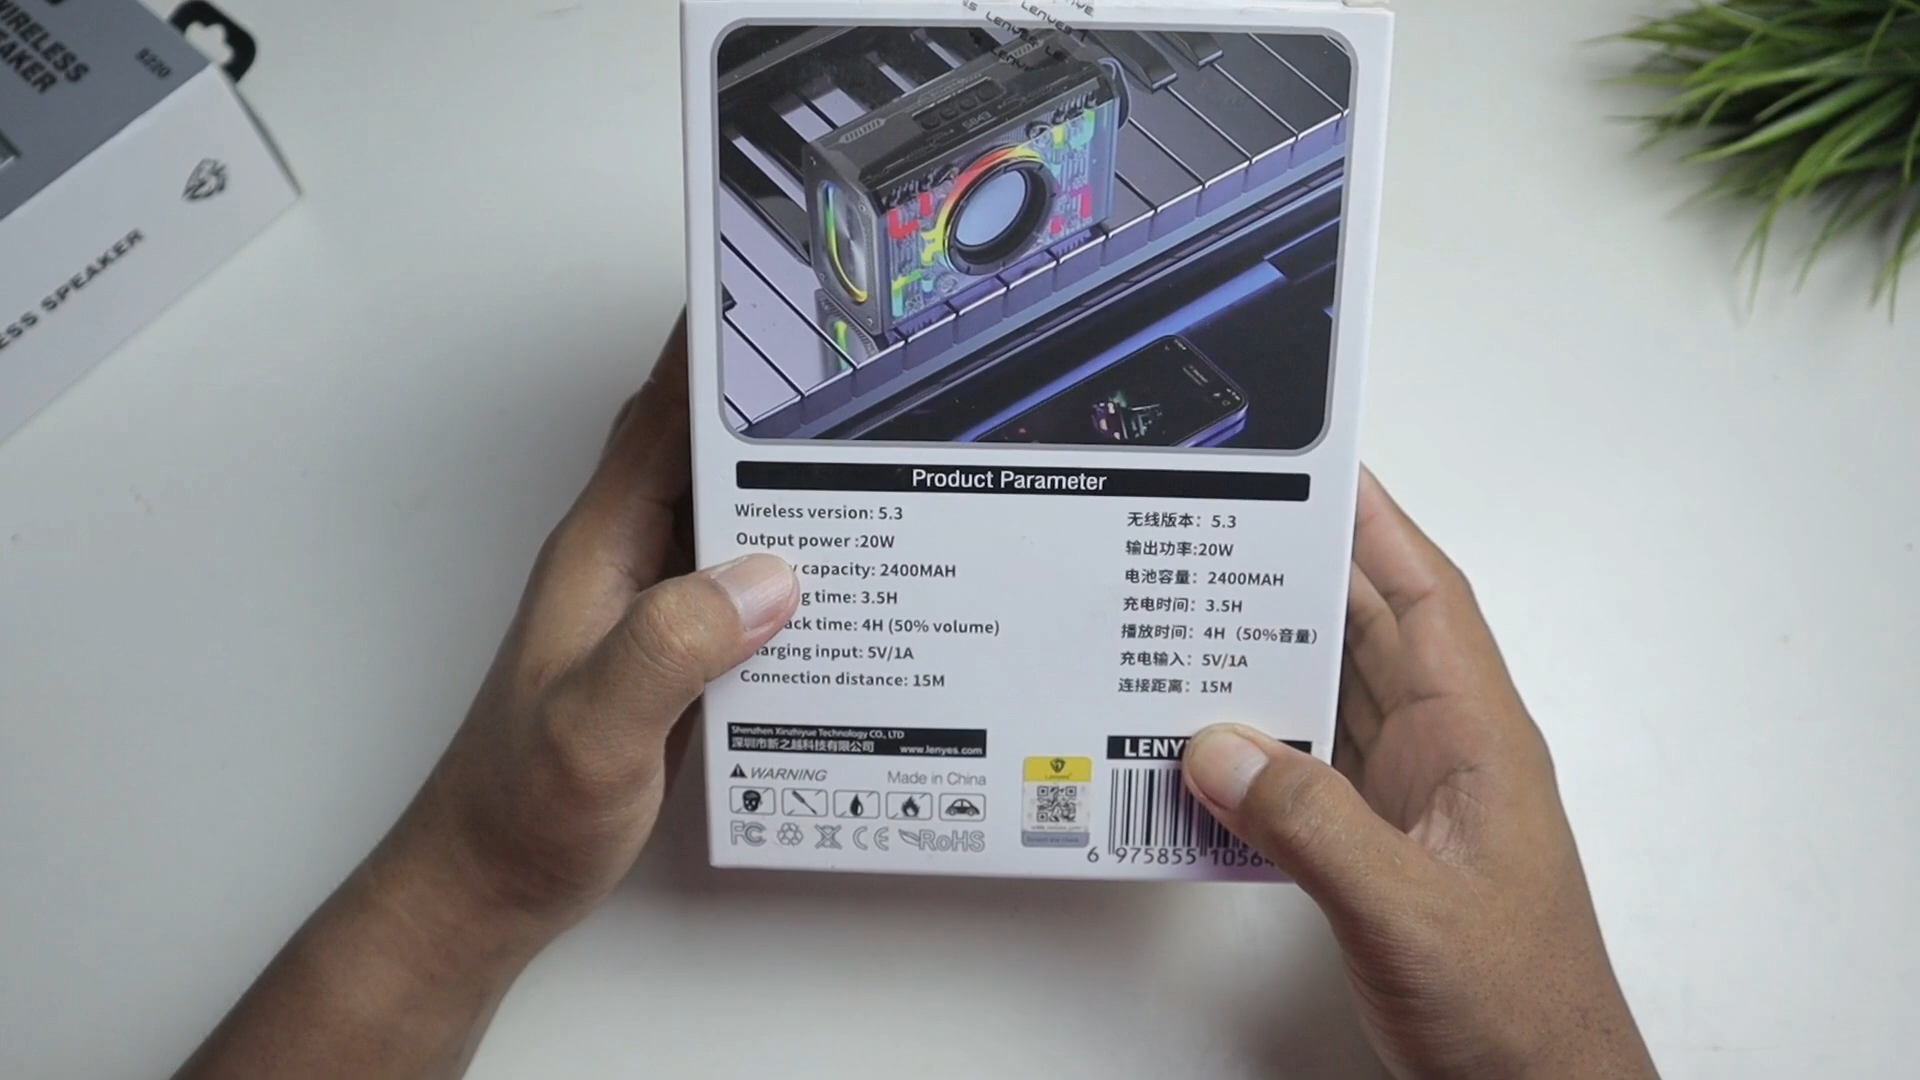 WIRELESS
SPEAKER
S220
SPEAKER
LENYES
S843
Product Parameter
Wireless version: 5.3
Output power :20W
capacity: 2400MAH
time: 3.5H
time: 4H (50% volume)
input: 5V/1A
Connection distance: 15M
无线版本：5.3
输出功率:20W
电池容量：2400MAH
充电时间：3.5H
播放时间：4H（50%音量）
充电输入：5V/1A
连接距离：15M
Shenzhen Xinzhiyue Technology CO., LTD
深圳市新之越科技有限公司 www.lenyes.com
WARNING Made in China
FC CE RoHS
Lenyes
LENY
6 975855 1056